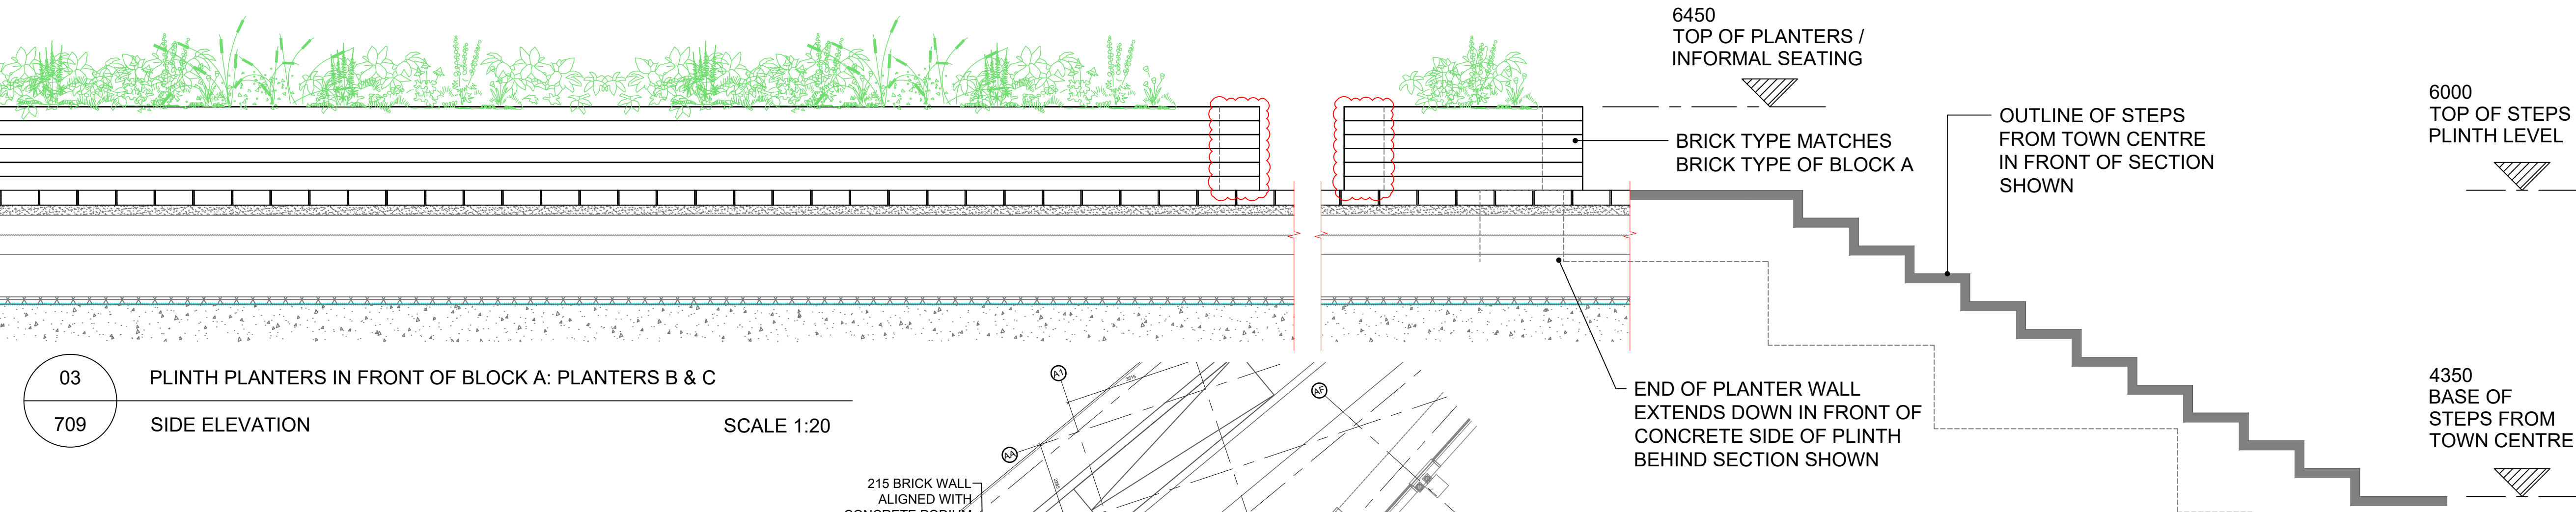 6450
TOP OF PLANTERS /
INFORMAL SEATING
6000
TOP OF STEPS
PLINTH LEVEL
OUTLINE OF STEPS
FROM TOWN CENTRE
IN FRONT OF SECTION
SHOWN
BRICK TYPE MATCHES
BRICK TYPE OF BLOCK A
4350
BASE OF
STEPS FROM
TOWN CENTRE
03
PLINTH PLANTERS IN FRONT OF BLOCK A: PLANTERS B & C
709
SIDE ELEVATION
SCALE 1:20
END OF PLANTER WALL
EXTENDS DOWN IN FRONT OF
CONCRETE SIDE OF PLINTH
BEHIND SECTION SHOWN
A1
AF
AA
215 BRICK WALL
ALIGNED WITH
CONCRETE PODIUM